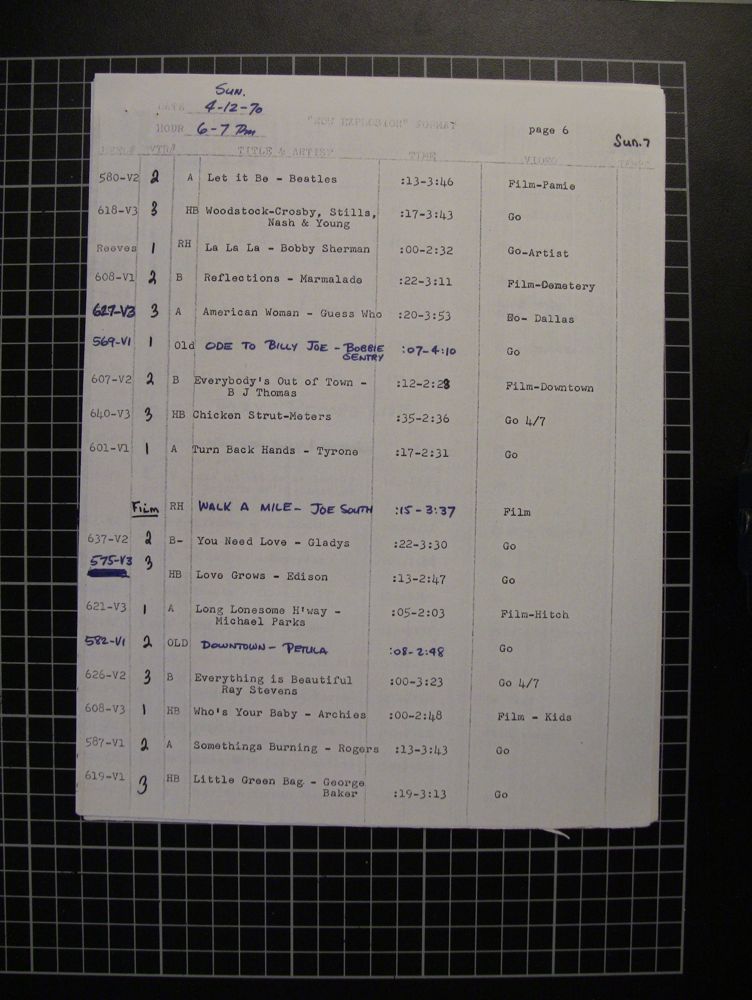 Sun.
DATE 4-12-70
HOUR 6-7 Pm
"NOW EXPLOSION" FORMAT
page 6
Sun.7
VTR# TITLE & ARTIST TIME VIDEO
580-V2 2 A Let it Be - Beatles :13-3:46 Film-Pamie
618-V3 3 HB Woodstock-Crosby, Stills, :17-3:43 Go
Nash & Young
Reeves 1 RH La La La - Bobby Sherman :00-2:32 Go-Artist
608-V1 2 B Reflections - Marmalade :22-3:11 Film-Cemetery
627-V3 3 A American Woman - Guess Who :20-3:53 Go- Dallas
569-V1 1 Old ODE TO BILLY JOE - BOBBIE :07-4:10 Go
GENTRY
607-V2 2 B Everybody's Out of Town - :12-2:28 Film-Downtown
B J Thomas
640-V3 3 HB Chicken Strut-Meters :35-2:36 Go 4/7
601-V1 1 A Turn Back Hands - Tyrone :17-2:31 Go
FILM RH WALK A MILE- JOE SOUTH :15-3:37 Film
637-V2 2 B- You Need Love - Gladys :22-3:30 Go
575-V3 3
HB Love Grows - Edison :13-2:47 Go
621-V3 1 A Long Lonesome H'way - :05-2:03 Film-Hitch
Michael Parks
582-V1 2 OLD DOWNTOWN - PETULA :08-2:48 Go
626-V2 3 B Everything is Beautiful :00-3:23 Go 4/7
Ray Stevens
608-V3 1 HB Who's Your Baby - Archies :00-2:48 Film - Kids
587-V1 2 A Somethings Burning - Rogers :13-3:43 Go
619-V1 3 HB Little Green Bag - George
Baker :19-3:13 Go